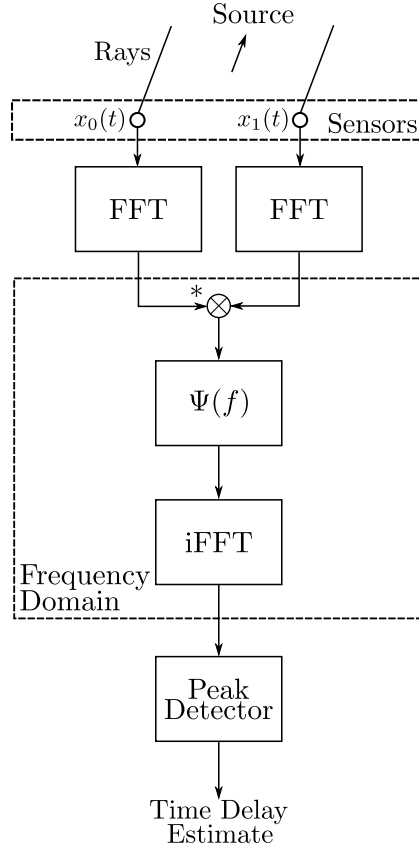 Source
Rays
x₀(t)
x₁(t)
Sensors
FFT
FFT
*
Ψ(f)
iFFT
Frequency
Domain
Peak
Detector
Time Delay
Estimate